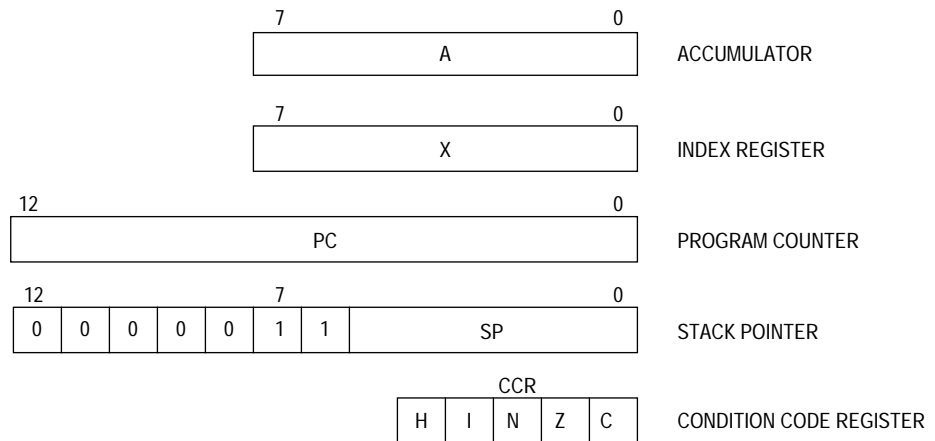 7 0
A ACCUMULATOR
7 0
X INDEX REGISTER
12 0
PC PROGRAM COUNTER
12 7 0
0 0 0 0 0 1 1 SP STACK POINTER
CCR
H I N Z C CONDITION CODE REGISTER